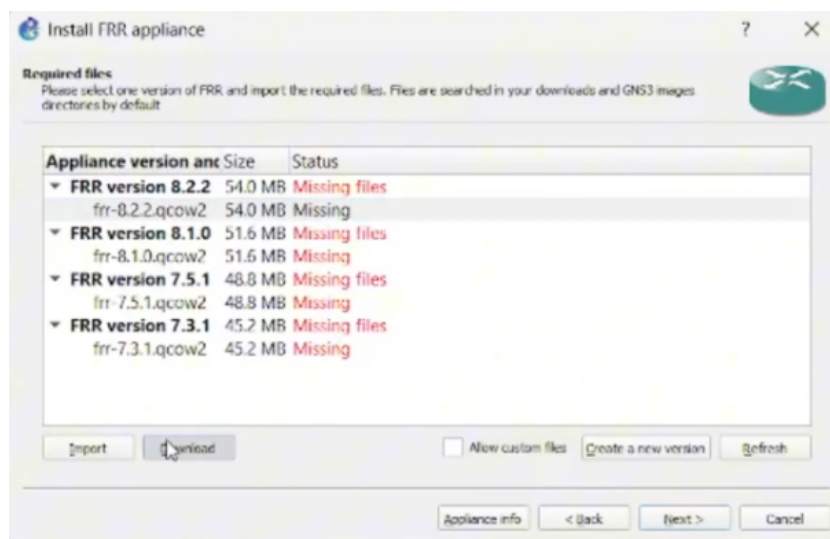 Install FRR appliance ?
Required files
Please select one version of FRR and import the required files. Files are searched in your downloads and GNS3 images
directories by default
Appliance version anc Size Status
FRR version 8.2.2 54.0 MB Missing files
frr-8.2.2.qcow2 54.0 MB Missing
FRR version 8.1.0 51.6 MB Missing files
frr-8.1.0.qcow2 51.6 MB Missing
FRR version 7.5.1 48.8 MB Missing files
frr-7.5.1.qcow2 48.8 MB Missing
FRR version 7.3.1 45.2 MB Missing files
frr-7.3.1.qcow2 45.2 MB Missing
Import Download Allow custom files Create a new version Refresh
Appliance info < Back Next > Cancel